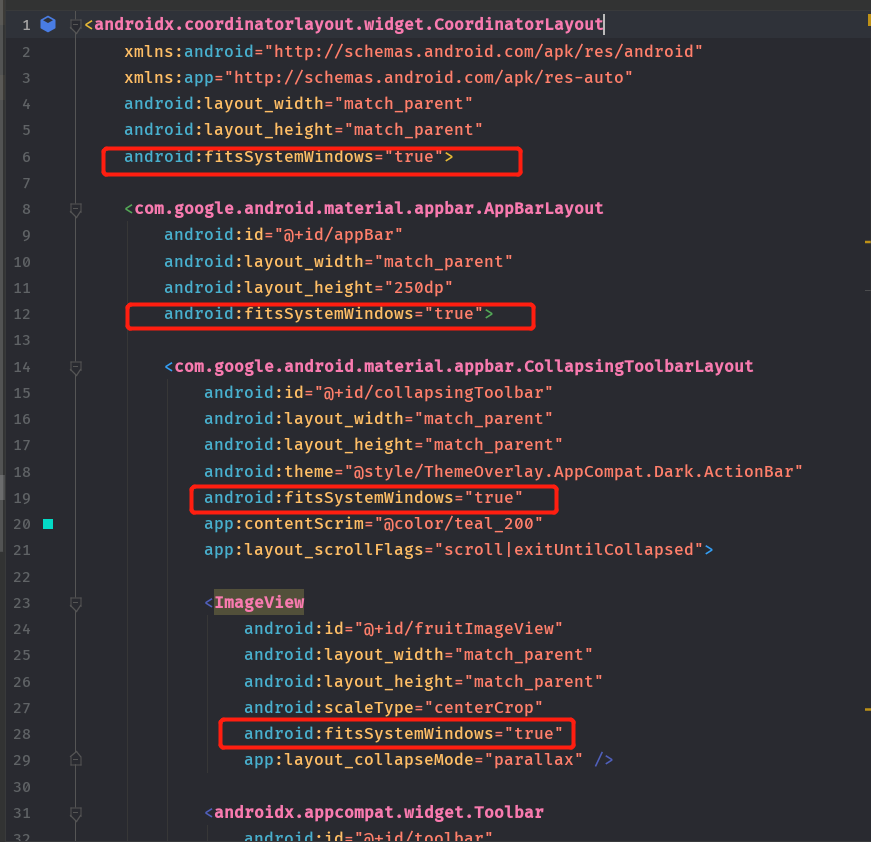 1 <androidx.coordinatorlayout.widget.CoordinatorLayout
2 xmlns:android="http://schemas.android.com/apk/res/android"
3 xmlns:app="http://schemas.android.com/apk/res-auto"
4 android:layout_width="match_parent"
5 android:layout_height="match_parent"
6 android:fitsSystemWindows="true">
7
8 <com.google.android.material.appbar.AppBarLayout
9 android:id="@+id/appBar"
10 android:layout_width="match_parent"
11 android:layout_height="250dp"
12 android:fitsSystemWindows="true">
13
14 <com.google.android.material.appbar.CollapsingToolbarLayout
15 android:id="@+id/collapsingToolbar"
16 android:layout_width="match_parent"
17 android:layout_height="match_parent"
18 android:theme="@style/ThemeOverlay.AppCompat.Dark.ActionBar"
19 android:fitsSystemWindows="true"
20 app:contentScrim="@color/teal_200"
21 app:layout_scrollFlags="scroll|exitUntilCollapsed">
22
23 <ImageView
24 android:id="@+id/fruitImageView"
25 android:layout_width="match_parent"
26 android:layout_height="match_parent"
27 android:scaleType="centerCrop"
28 android:fitsSystemWindows="true"
29 app:layout_collapseMode="parallax" />
30
31 <androidx.appcompat.widget.Toolbar
32 android:id="@+id/toolbar"